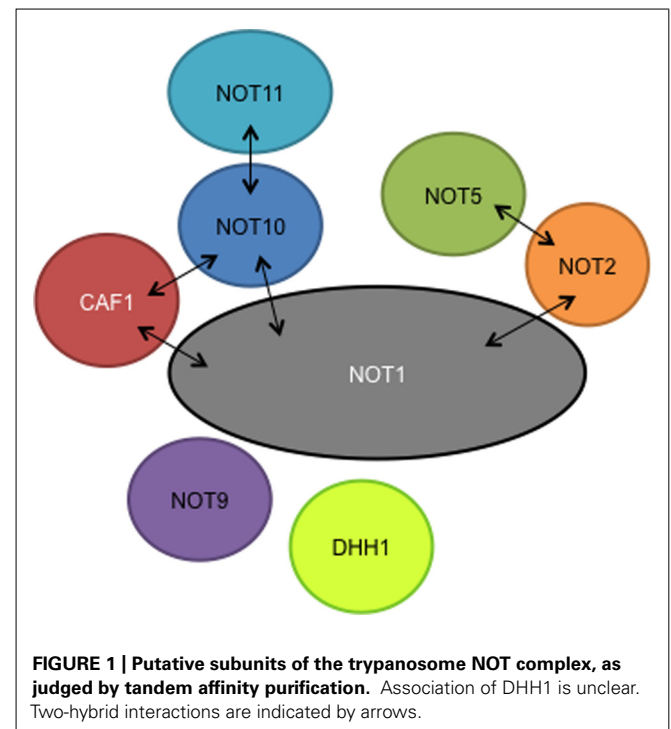 NOT11
NOT10
NOT5
NOT2
CAF1
NOT1
NOT9
DHH1
FIGURE 1 | Putative subunits of the trypanosome NOT complex, as
judged by tandem affinity purification. Association of DHH1 is unclear.
Two-hybrid interactions are indicated by arrows.